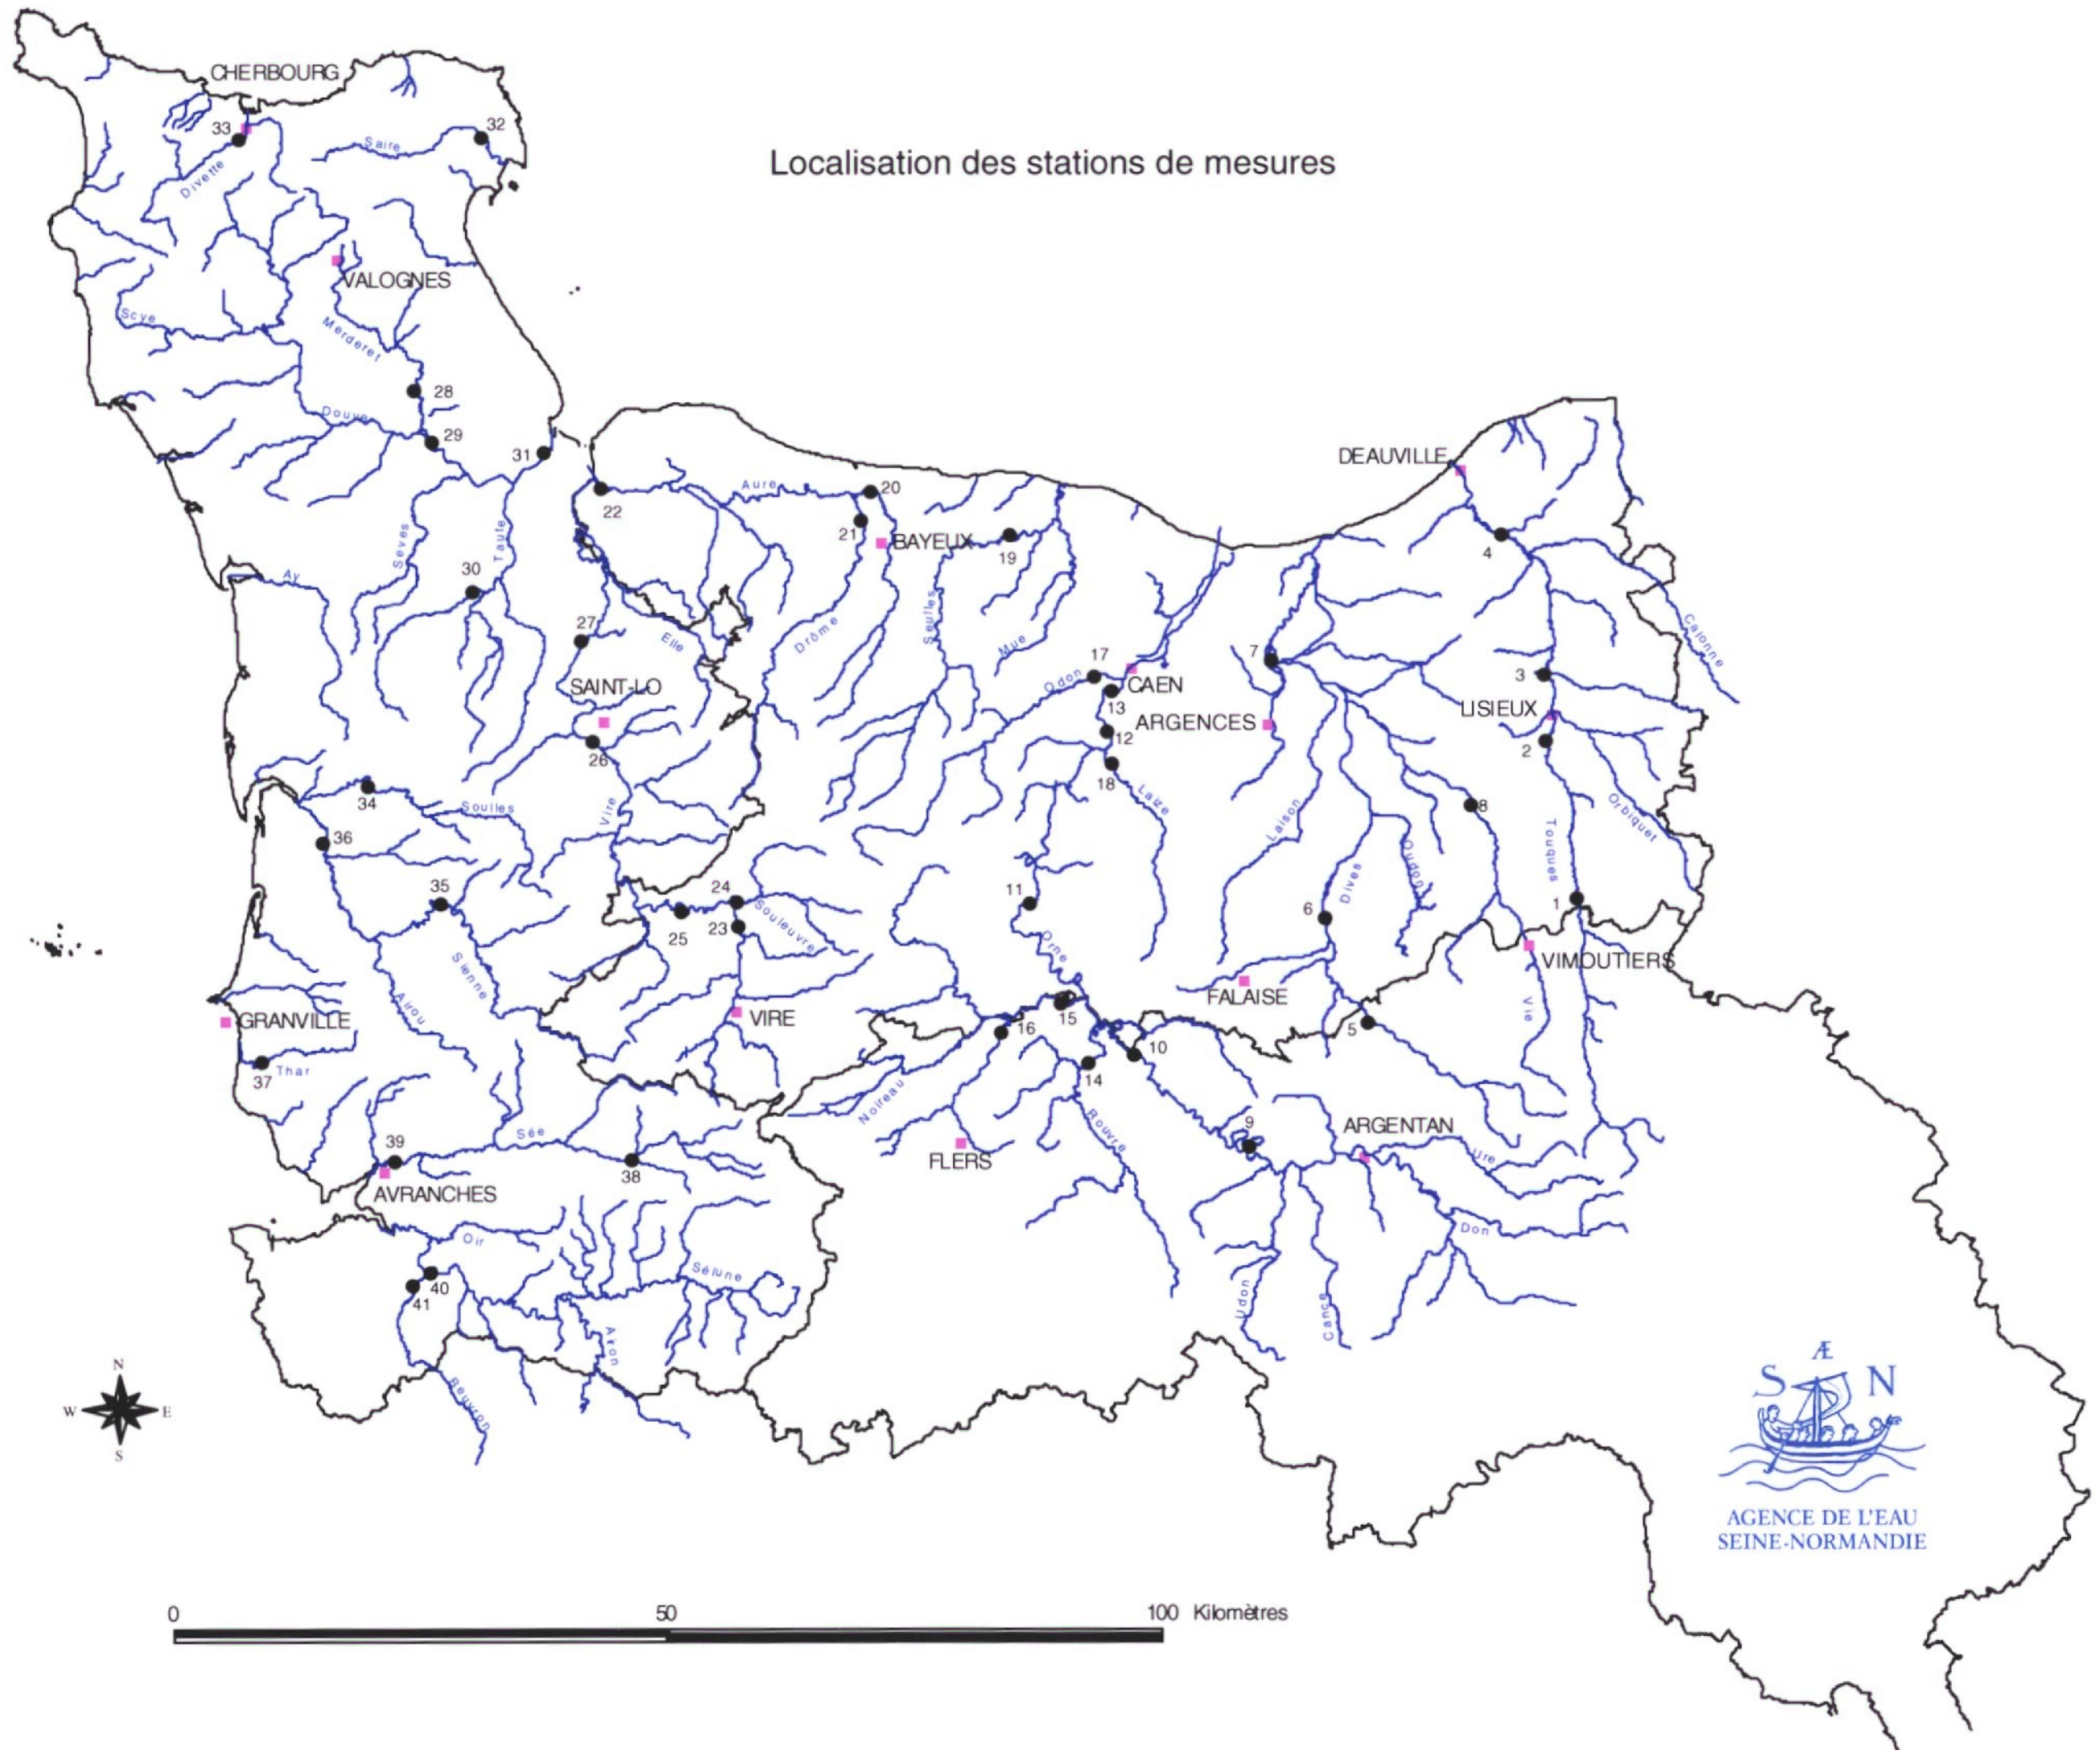 CHERBOURG
33
32
Saire
Divette
Localisation des stations de mesures
VALOGNES
Scye
Merderet
28
Douve
29
31
DEAUVILLE
Aure
20
22
21
BAYEUX
19
4
Seves
Taute
Ay
30
27
Elle
Drôme
Seulles
Mue
Calonne
7
17
3
SAINT-LO
Odon
CAEN
13
ARGENCES
LISIEUX
12
2
26
18
34
Soulles
Vire
Laize
Laison
8
Orbiquet
36
Touques
Oudon
35
24
11
Dives
1
Souleuvre
6
25
23
Orne
Sienne
VIMOUTIERS
Airou
FALAISE
Vie
GRANVILLE
VIRE
15
16
5
10
37
Thar
14
Noireau
Rouvre
9
ARGENTAN
39
Sée
Ure
FLERS
38
AVRANCHES
Don
Oir
Sélune
40
41
Udon
Cance
Airon
Beuvron
N
W
E
S
Æ
S
N
AGENCE DE L'EAU
SEINE-NORMANDIE
0
50
100 Kilomètres